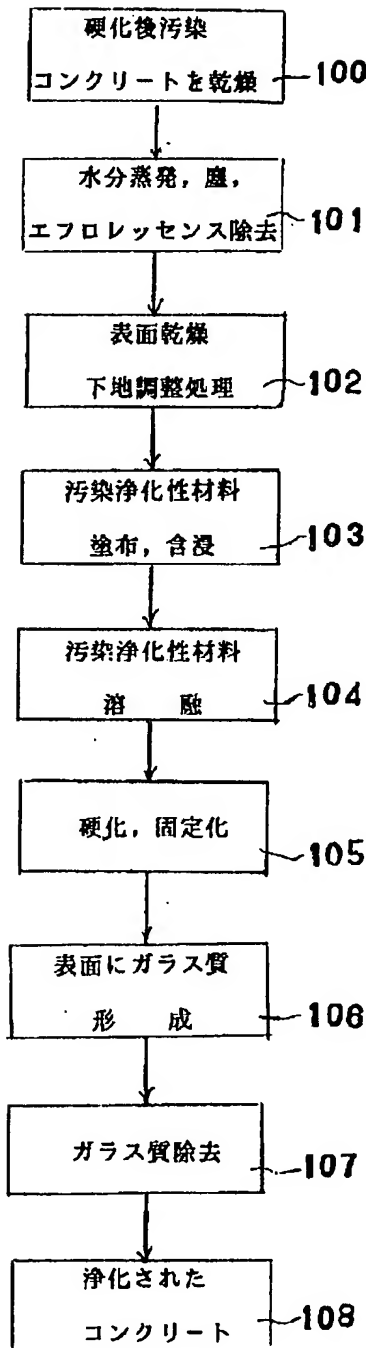 硬化後汚染
コンクリートを乾燥
100
水分蒸発，塵，
エフロレッセンス除去
101
表面乾燥
下地調整処理
102
汚染浄化性材料
塗布，含浸
103
汚染浄化性材料
溶　融
104
硬化，固定化
105
表面にガラス質
形　成
106
ガラス質除去
107
浄化された
コンクリート
108